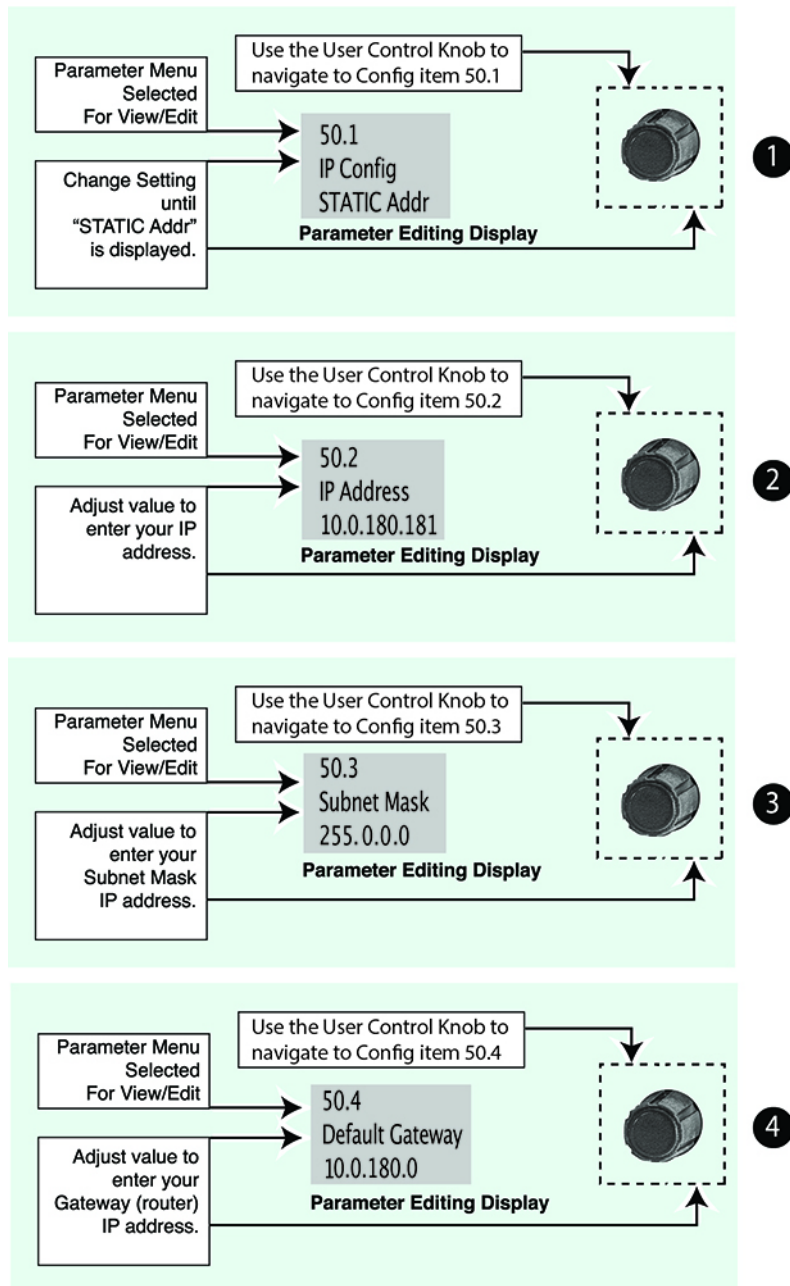 Use the User Control Knob to
navigate to Config item 50.1
Parameter Menu
Selected
For View/Edit
50.1
IP Config
STATIC Addr
Parameter Editing Display
Change Setting
until
“STATIC Addr”
is displayed.
1
Use the User Control Knob to
navigate to Config item 50.2
Parameter Menu
Selected
For View/Edit
50.2
IP Address
10.0.180.181
Parameter Editing Display
Adjust value to
enter your IP
address.
2
Use the User Control Knob to
navigate to Config item 50.3
Parameter Menu
Selected
For View/Edit
50.3
Subnet Mask
255.0.0.0
Parameter Editing Display
Adjust value to
enter your
Subnet Mask
IP address.
3
Use the User Control Knob to
navigate to Config item 50.4
Parameter Menu
Selected
For View/Edit
50.4
Default Gateway
10.0.180.0
Parameter Editing Display
Adjust value to
enter your
Gateway (router)
IP address.
4